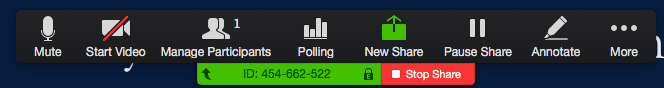 1
Mute Start Video Manage Participants Polling New Share Pause Share Annotate More
ID: 454-662-522 Stop Share